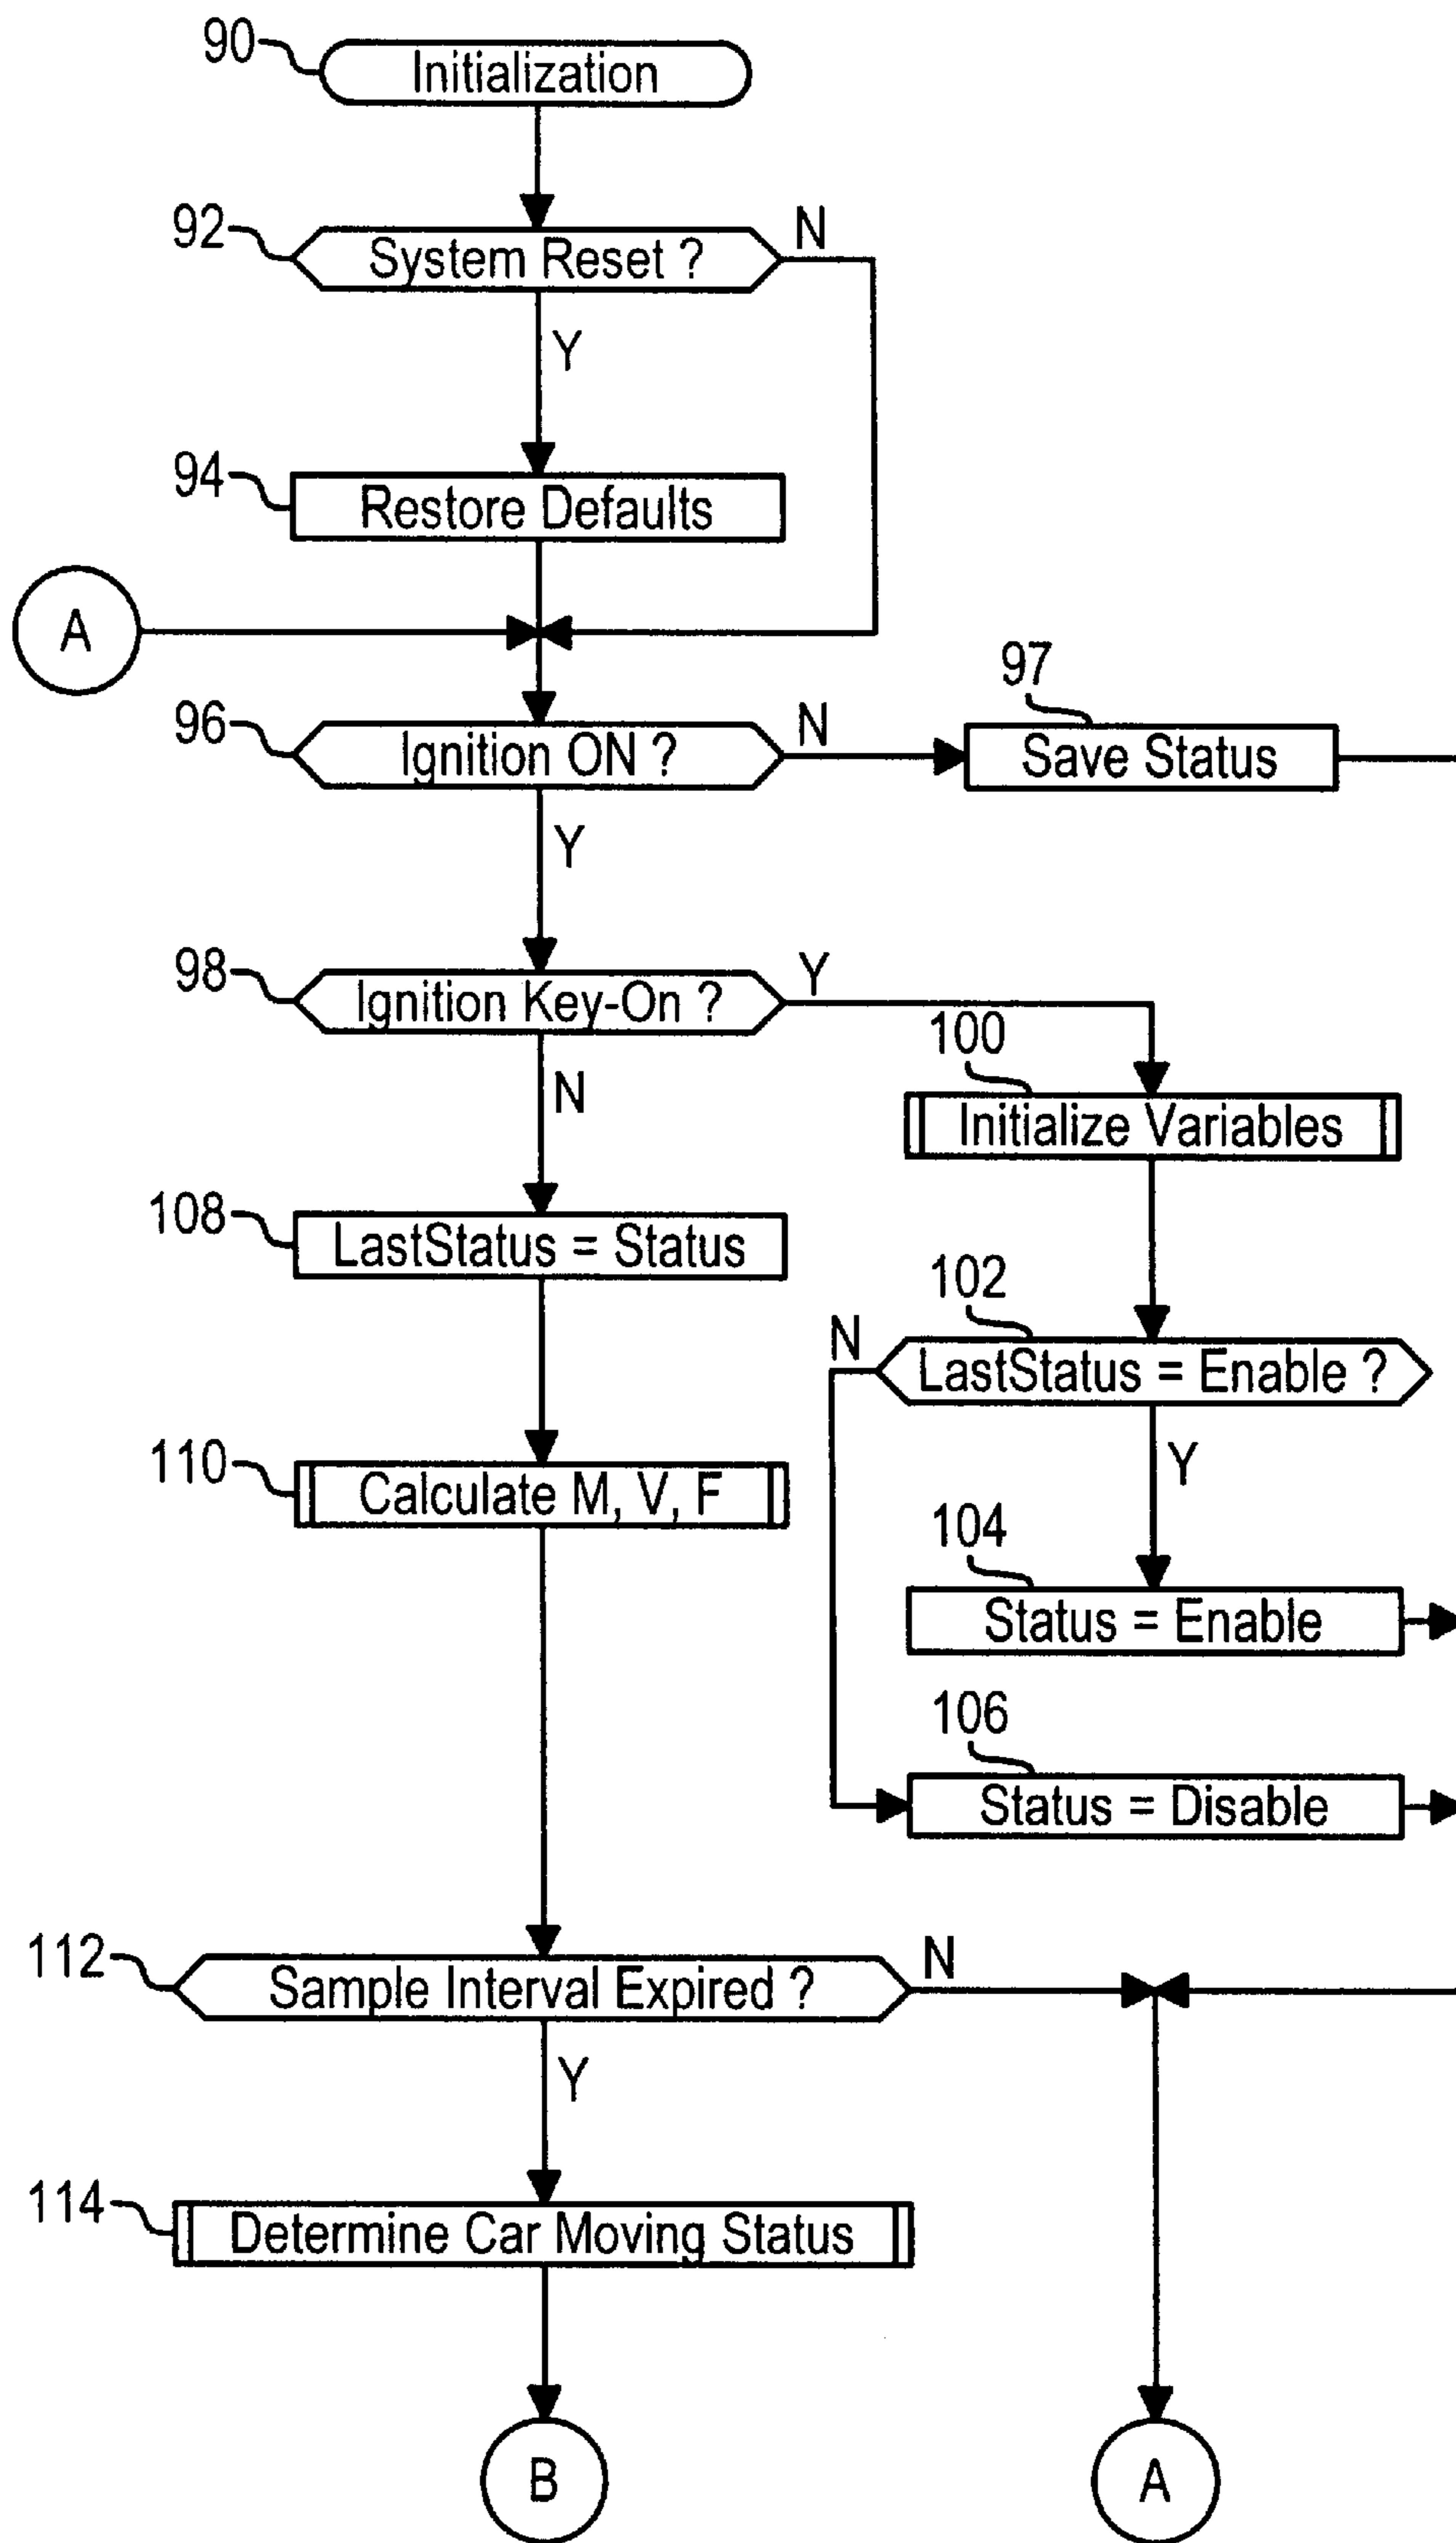 90
Initialization
92
System Reset ?
N
Y
94
Restore Defaults
A
97
96
Ignition ON ?
N
Save Status
Y
98
Ignition Key-On ?
Y
100
N
Initialize Variables
108
LastStatus = Status
102
N
LastStatus = Enable ?
110
Calculate M, V, F
Y
104
Status = Enable
106
Status = Disable
112
Sample Interval Expired ?
N
Y
114
Determine Car Moving Status
B
A